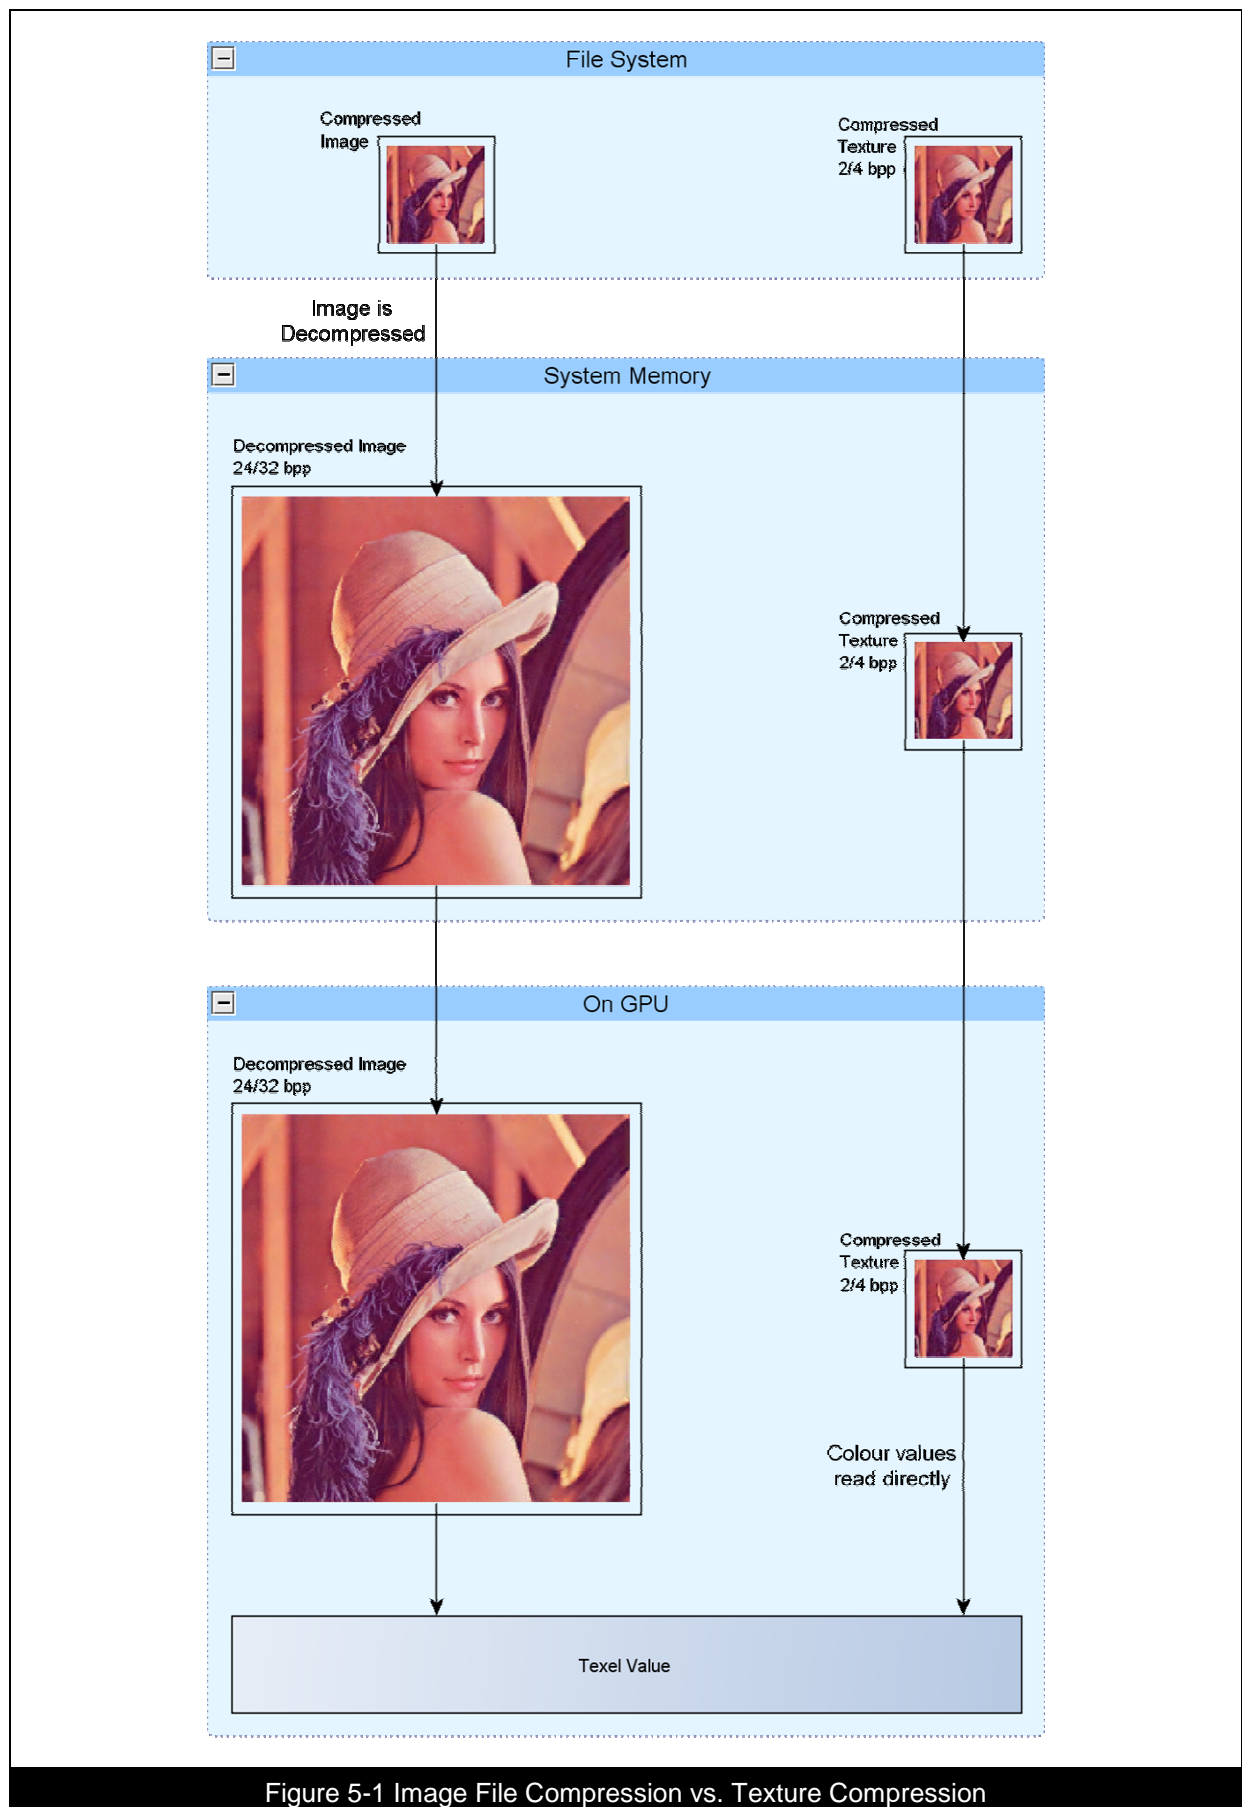 File System
Compressed
Image
Compressed
Texture
2/4 bpp
Image is
Decompressed
System Memory
Decompressed Image
24/32 bpp
Compressed
Texture
2/4 bpp
On GPU
Decompressed Image
24/32 bpp
Compressed
Texture
2/4 bpp
Colour values
read directly
Texel Value
Figure 5-1 Image File Compression vs. Texture Compression